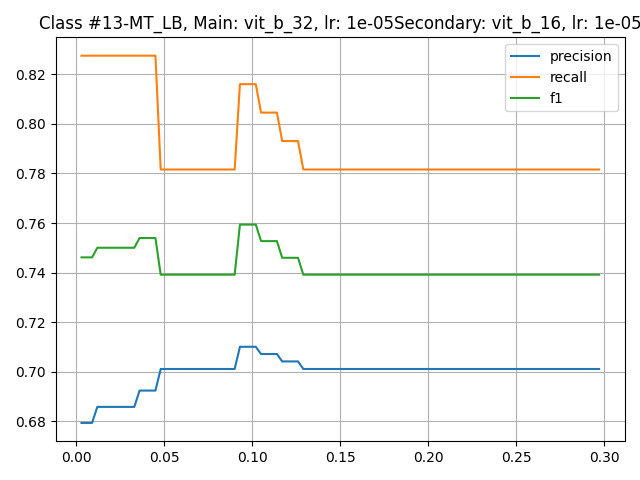 Class #13-MT_LB, Main: vit_b_32, lr: 1e-05Secondary: vit_b_16, lr: 1e-05
precision
recall
f1
0.82
0.80
0.78
0.76
0.74
0.72
0.70
0.68
0.00 0.05 0.10 0.15 0.20 0.25 0.30